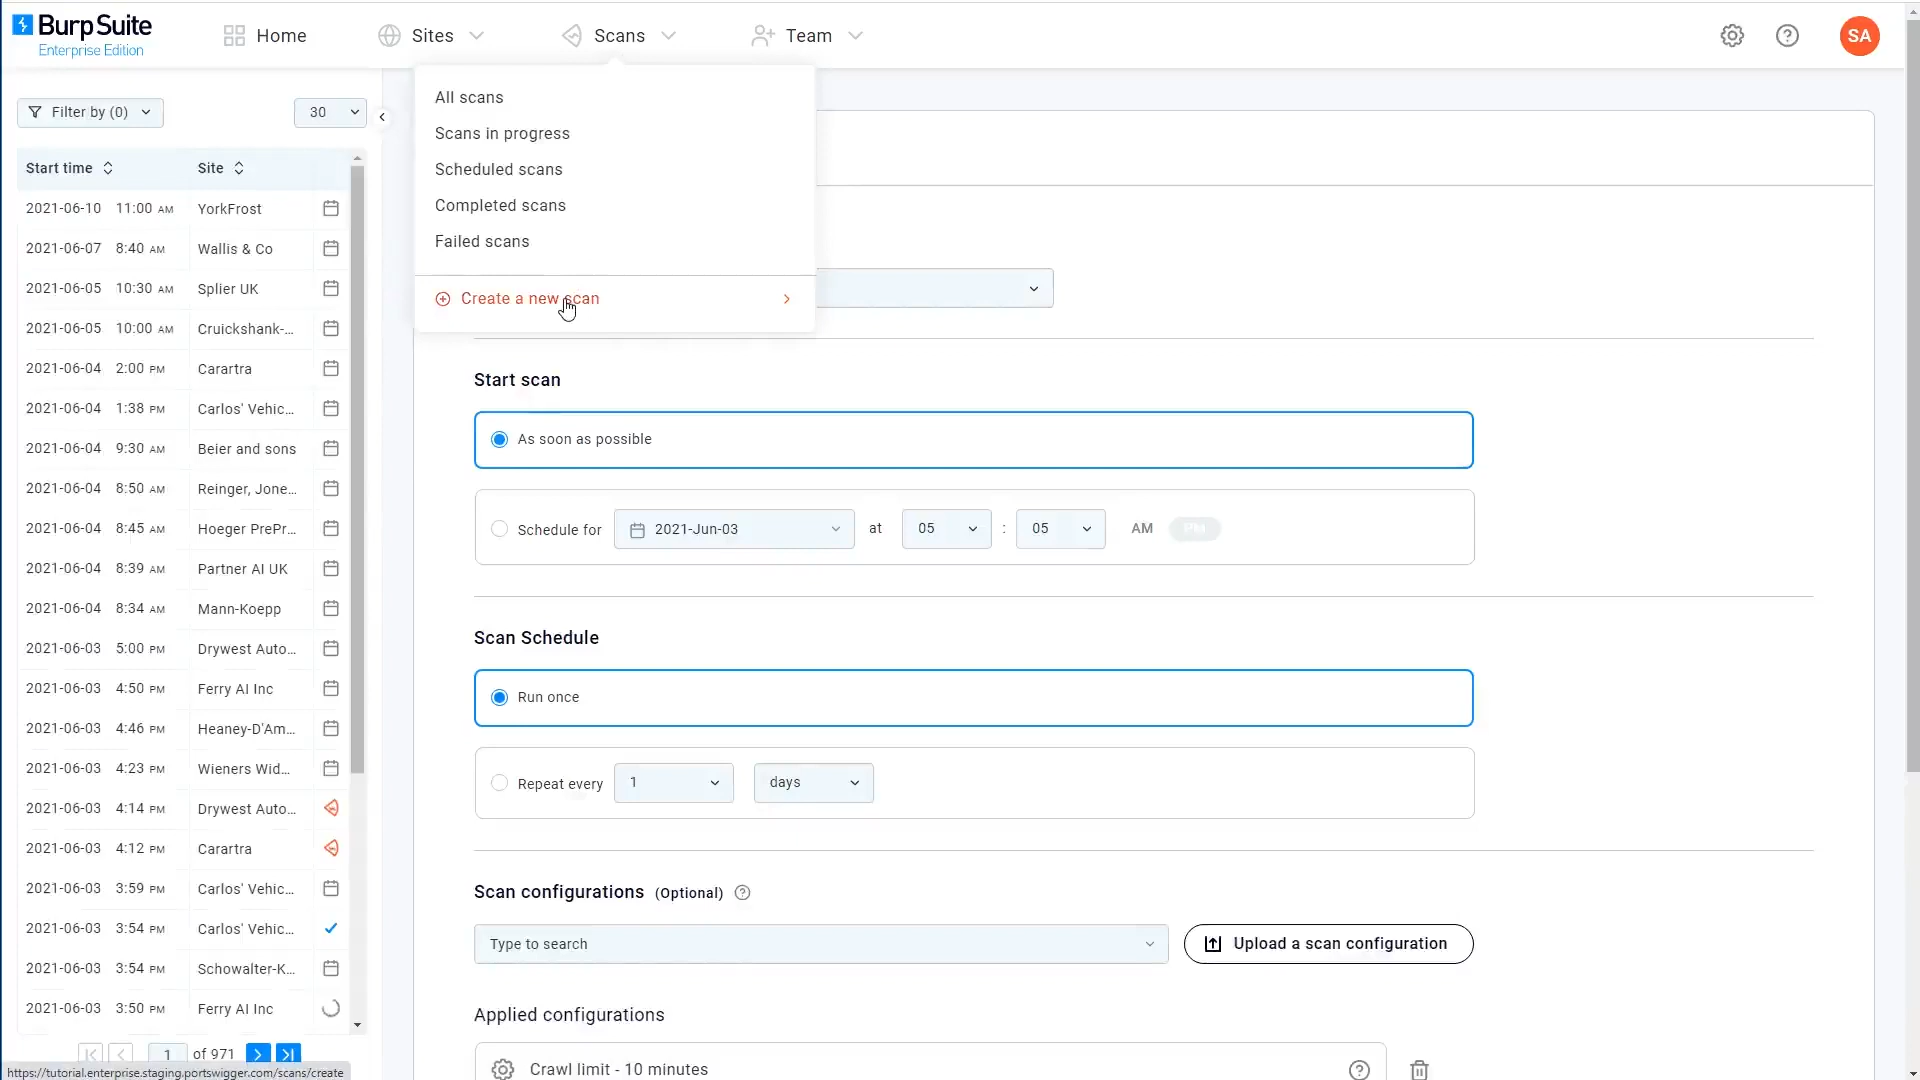 Burp Suite
Enterprise Edition
Home
Sites
Scans
Team
SA
Filter by (0)
30
Start time
Site
2021-06-10 11:00 AM YorkFrost
2021-06-07 8:40 AM Wallis & Co
2021-06-05 10:30 AM Splier UK
2021-06-05 10:00 AM Cruickshank-...
2021-06-04 2:00 PM Carartra
2021-06-04 1:38 PM Carlos' Vehic...
2021-06-04 9:30 AM Beier and sons
2021-06-04 8:50 AM Reinger, Jone...
2021-06-04 8:45 AM Hoeger PrePr...
2021-06-04 8:39 AM Partner AI UK
2021-06-04 8:34 AM Mann-Koepp
2021-06-03 5:00 PM Drywest Auto...
2021-06-03 4:50 PM Ferry AI Inc
2021-06-03 4:46 PM Heaney-D'Am...
2021-06-03 4:23 PM Wieners Wid...
2021-06-03 4:14 PM Drywest Auto...
2021-06-03 4:12 PM Carartra
2021-06-03 3:59 PM Carlos' Vehic...
2021-06-03 3:54 PM Carlos' Vehic...
2021-06-03 3:54 PM Schowalter-K...
2021-06-03 3:50 PM Ferry AI Inc
1 of 971
https://tutorial.enterprise.staging.portswigger.com/scans/create
All scans
Scans in progress
Scheduled scans
Completed scans
Failed scans
Create a new scan
Start scan
As soon as possible
Schedule for 2021-Jun-03 at 05 : 05 AM PM
Scan Schedule
Run once
Repeat every 1 days
Scan configurations (Optional)
Type to search
Upload a scan configuration
Applied configurations
Crawl limit - 10 minutes